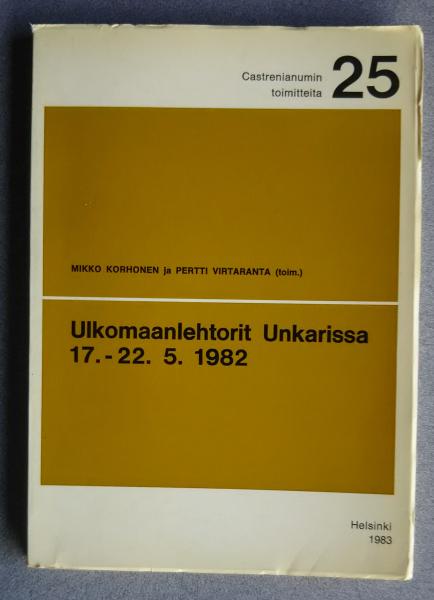 Castrenianumin
toimitteita
25
MIKKO KORHONEN ja PERTTI VIRTARANTA (toim.)
Ulkomaanlehtorit Unkarissa
17.-22. 5. 1982
Helsinki
1983